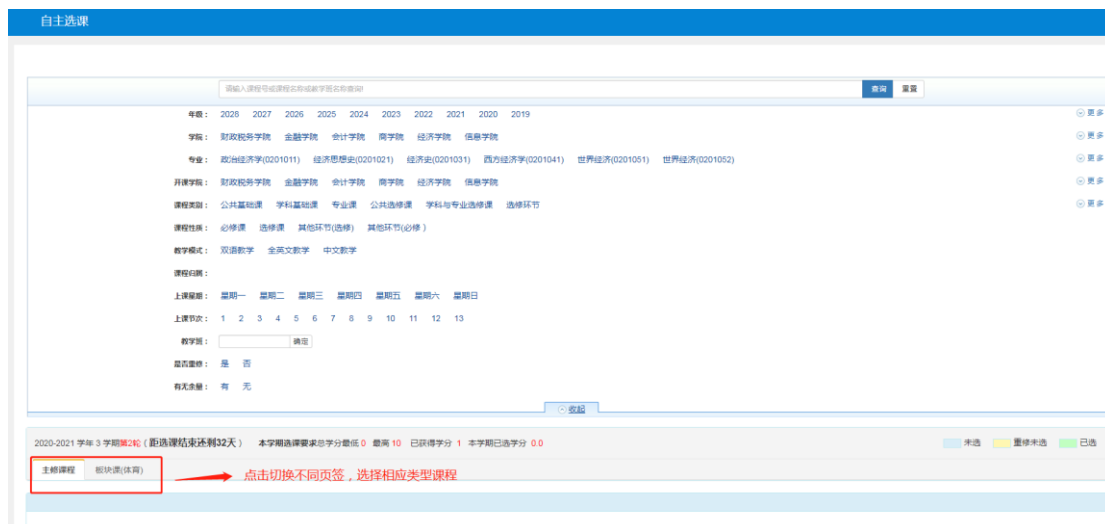 自主选课
请输入课程号或课程名称或教学班名称查询! 查询 重置
年级： 2028 2027 2026 2025 2024 2023 2022 2021 2020 2019 更多
学院： 财政税务学院 金融学院 会计学院 商学院 经济学院 信息学院 更多
专业： 政治经济学(0201011) 经济思想史(0201021) 经济史(0201031) 西方经济学(0201041) 世界经济(0201051) 世界经济(0201052) 更多
开课学院： 财政税务学院 金融学院 会计学院 商学院 经济学院 信息学院 更多
课程类别： 公共基础课 学科基础课 专业课 公共选修课 学科与专业选修课 选修环节 更多
课程性质： 必修课 选修课 其他环节(选修) 其他环节(必修 )
教学模式： 双语教学 全英文教学 中文教学
课程归属：
上课星期： 星期一 星期二 星期三 星期四 星期五 星期六 星期日
上课节次： 1 2 3 4 5 6 7 8 9 10 11 12 13
教学班： 确定
是否重修： 是 否
有无余量： 有 无
收起
2020-2021 学年 3 学期第2轮 ( 距选课结束还剩32天 ) 本学期选课要求总学分最低 0 最高 10 已获得学分 1 本学期已选学分 0.0 未选 重修未选 已选
主修课程 板块课(体育)
点击切换不同页签，选择相应类型课程